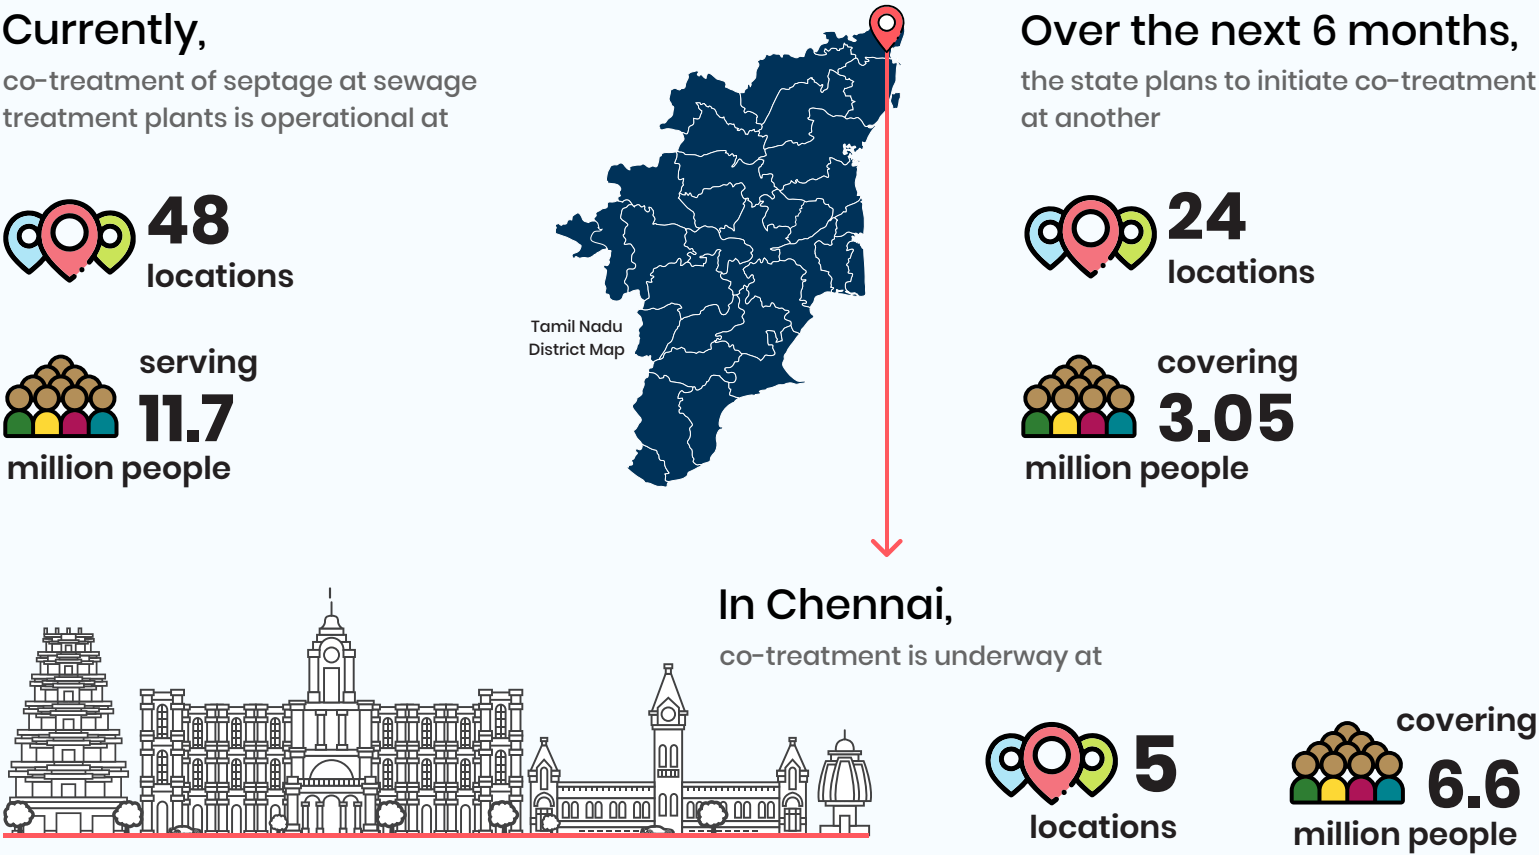 Currently,
co-treatment of septage at sewage
treatment plants is operational at
48
locations
serving
11.7
million people
Tamil Nadu
District Map
Over the next 6 months,
the state plans to initiate co-treatment
at another
24
locations
covering
3.05
million people
In Chennai,
co-treatment is underway at
5
locations
covering
6.6
million people